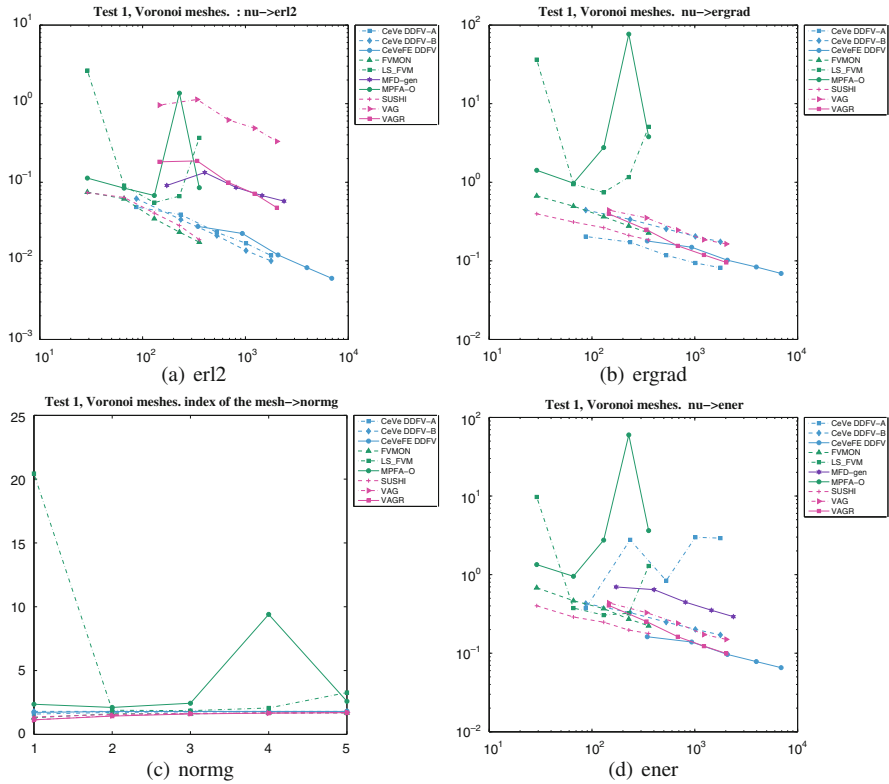 Test 1, Voronoi meshes. : nu->erl2
10^1
10^0
10^-1
10^-2
10^-3
10^1
10^2
10^3
10^4
CeVe DDFV-A
CeVe DDFV-B
CeVeFE DDFV
FVMON
LS_FVM
MFD-gen
MPFA-O
SUSHI
VAG
VAGR
(a) erl2
Test 1, Voronoi meshes. nu->ergrad
10^2
10^1
10^0
10^-1
10^-2
10^1
10^2
10^3
10^4
CeVe DDFV-A
CeVe DDFV-B
CeVeFE DDFV
FVMON
LS_FVM
MPFA-O
SUSHI
VAG
VAGR
(b) ergrad
Test 1, Voronoi meshes. index of the mesh->normg
25
20
15
10
5
0
1
2
3
4
5
CeVe DDFV-A
CeVe DDFV-B
CeVeFE DDFV
FVMON
LS_FVM
MPFA-O
SUSHI
VAG
VAGR
(c) normg
Test 1, Voronoi meshes. nu->ener
10^2
10^1
10^0
10^-1
10^-2
10^1
10^2
10^3
10^4
CeVe DDFV-A
CeVe DDFV-B
CeVeFE DDFV
FVMON
LS_FVM
MFD-gen
MPFA-O
SUSHI
VAG
VAGR
(d) ener